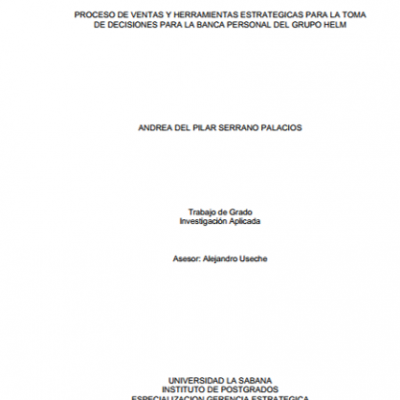 PROCESO DE VENTAS Y HERRAMIENTAS ESTRATEGICAS PARA LA TOMA
DE DECISIONES PARA LA BANCA PERSONAL DEL GRUPO HELM
ANDREA DEL PILAR SERRANO PALACIOS
Trabajo de Grado
Investigación Aplicada
Asesor: Alejandro Useche
UNIVERSIDAD LA SABANA
INSTITUTO DE POSTGRADOS
ESPECIALIZACION GERENCIA ESTRATEGICA